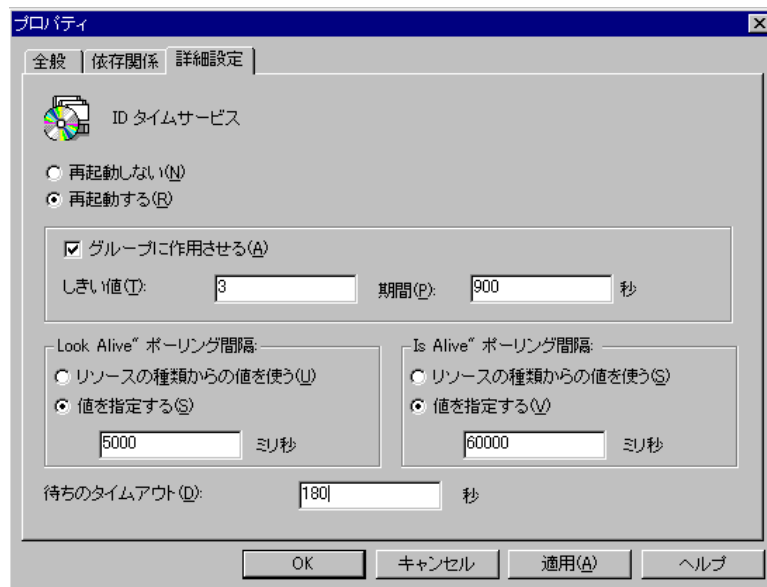 プロパティ
全般 依存関係 詳細設定
ID タイムサービス
再起動しない(N)
再起動する(R)
グループに作用させる(A)
しきい値(T): 3 期間(P): 900 秒
Look Alive" ポーリング間隔: Is Alive" ポーリング間隔:
リソースの種類からの値を使う(U) リソースの種類からの値を使う(S)
値を指定する(S) 値を指定する(V)
5000 ミリ秒 60000 ミリ秒
待ちのタイムアウト(D): 180 秒
OK キャンセル 適用(A) ヘルプ